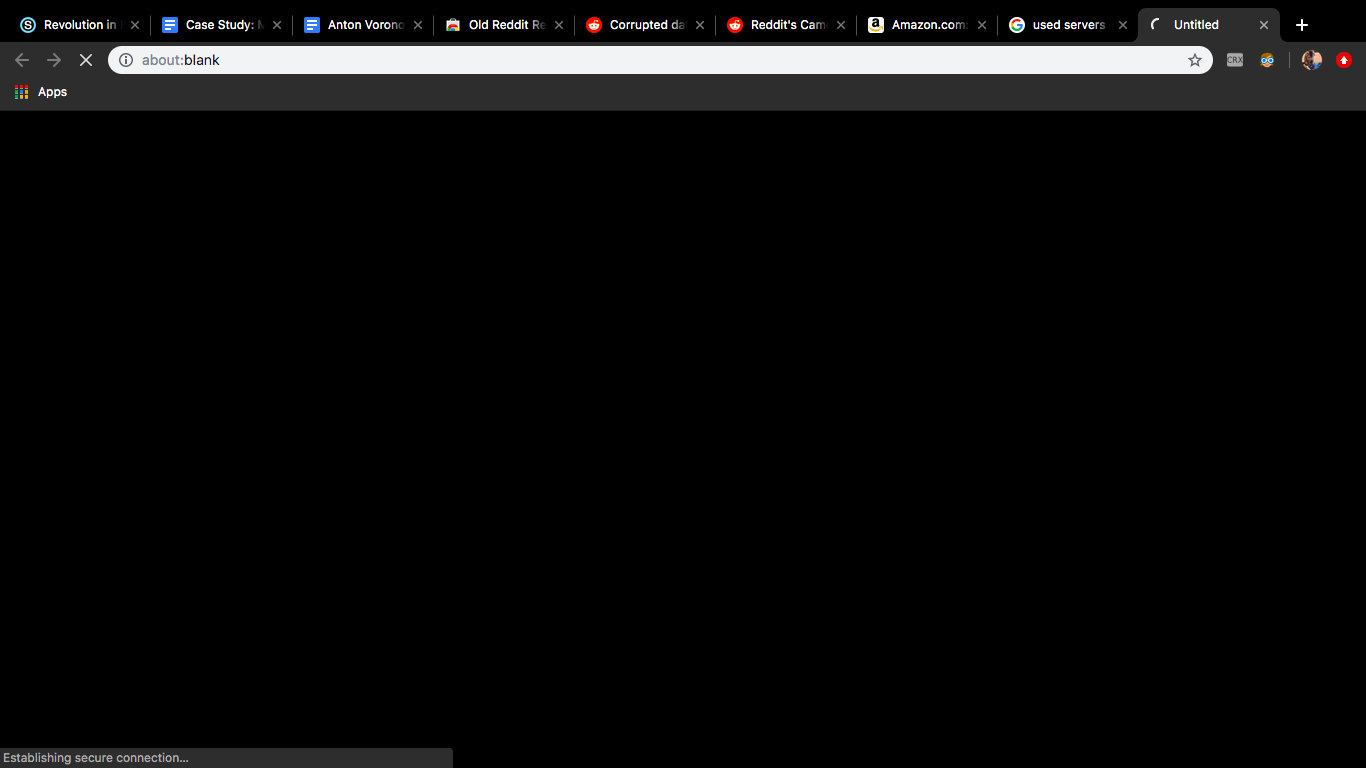 Revolution in
Case Study:
Anton Vorono
Old Reddit Re
Corrupted da
Reddit's Cam
Amazon.com:
used servers
Untitled
about:blank
CRX
Apps
Establishing secure connection...